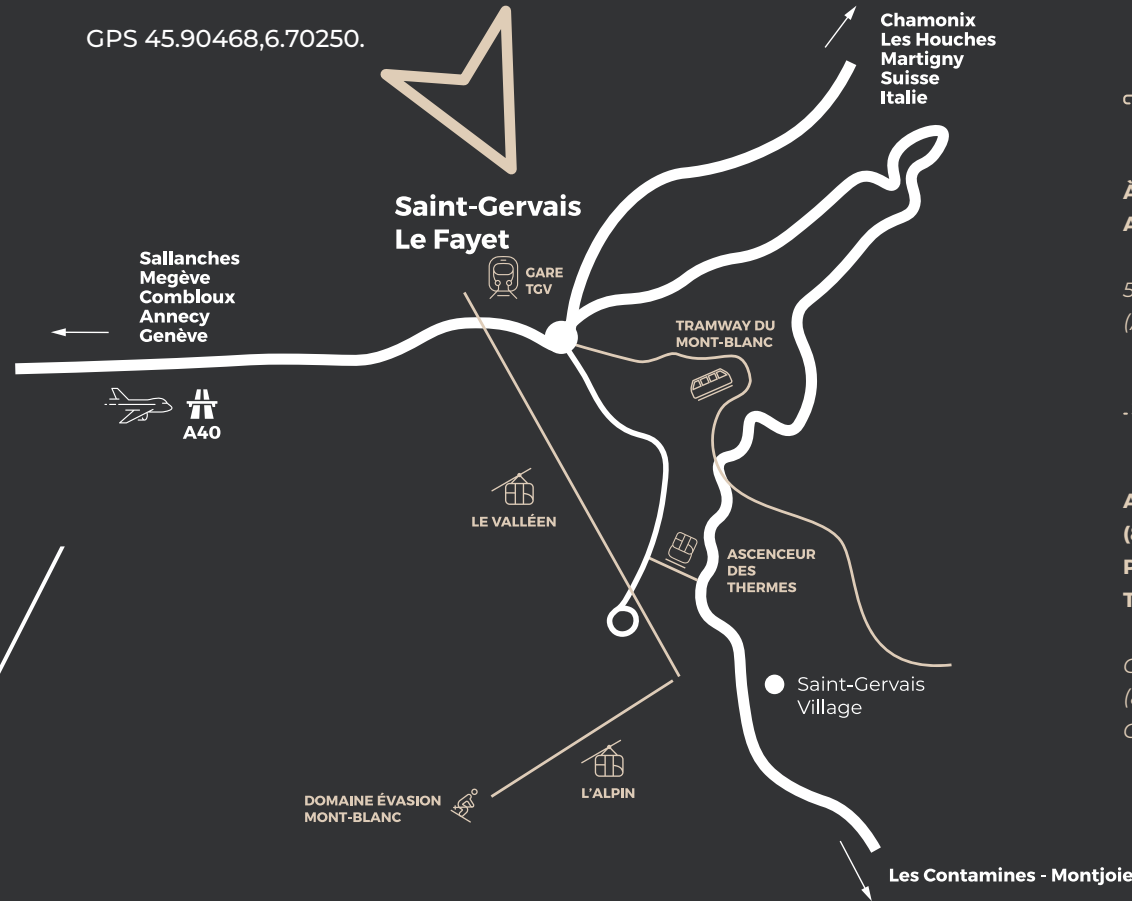 GPS 45.90468,6.70250.
Chamonix
Les Houches
Martigny
Suisse
Italie
Saint-Gervais
Le Fayet
GARE
TGV
Sallanches
Megève
Combloux
Annecy
Genève
A40
TRAMWAY DU
MONT-BLANC
LE VALLÉEN
ASCENCEUR
DES
THERMES
Saint-Gervais
Village
L'ALPIN
DOMAINE ÉVASION
MONT-BLANC
Les Contamines - Montjoie